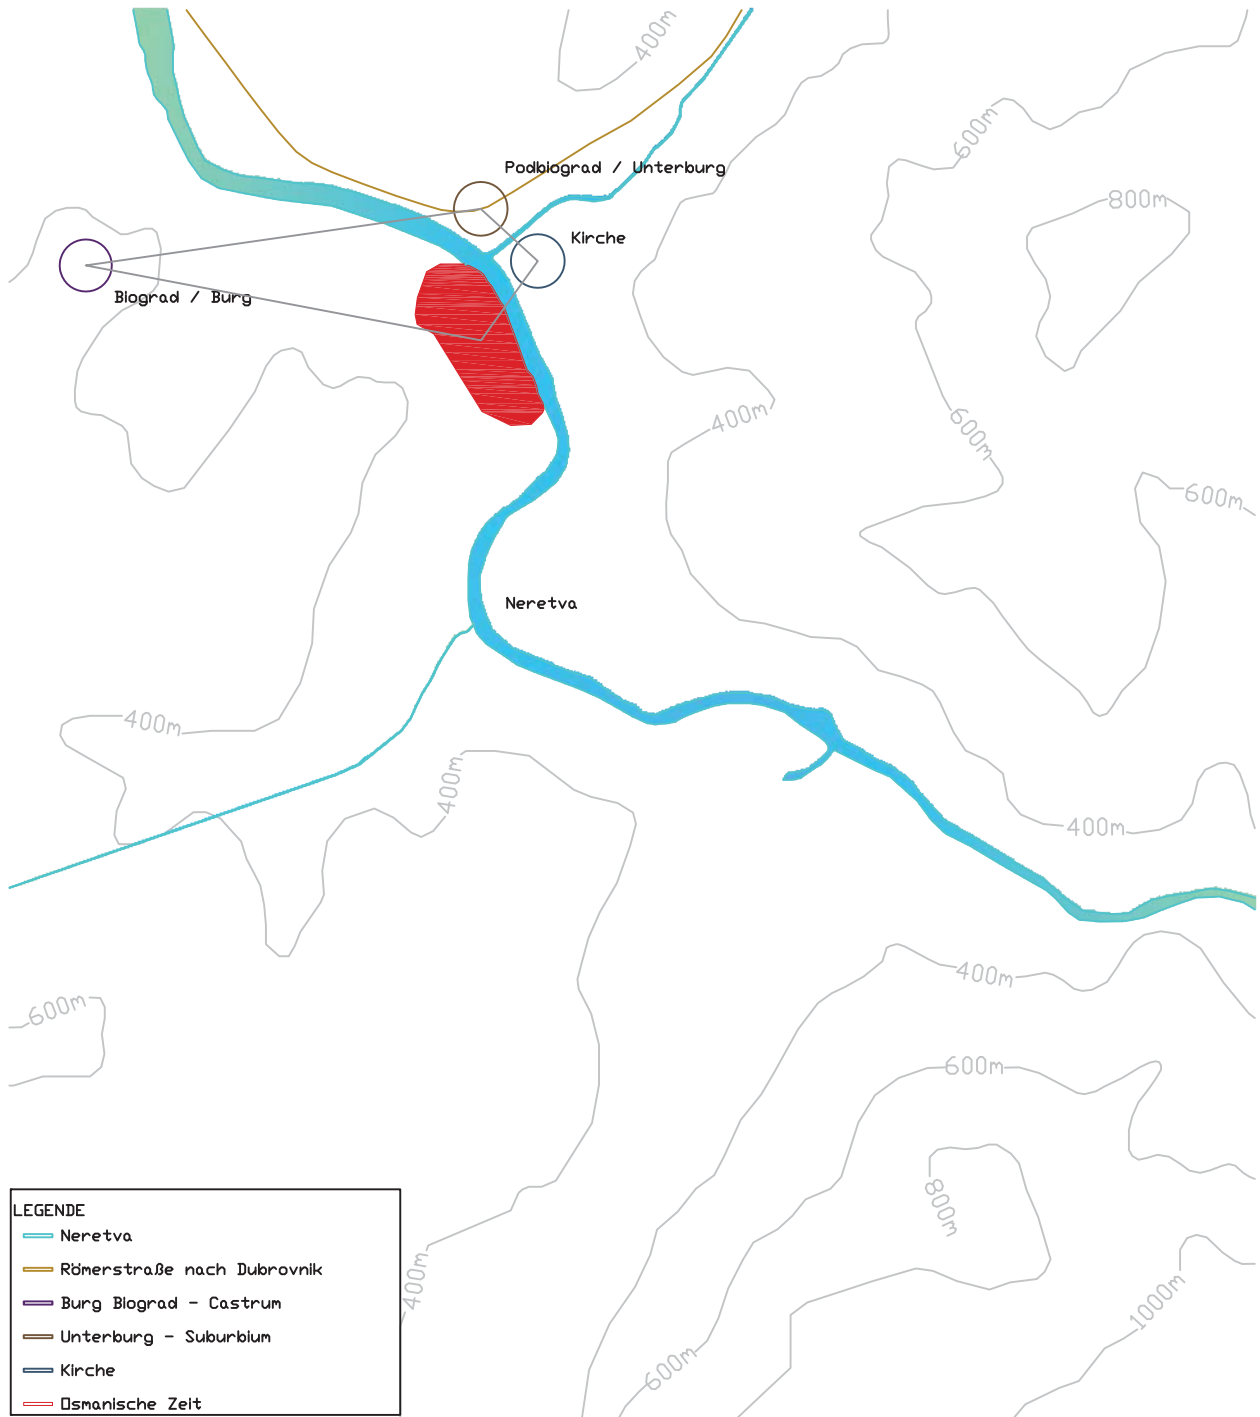 400m
600m
800m
Podbiograd / Unterburg
Kirche
Biograd / Burg
400m
600m
600m
Neretva
400m
400m
400m
400m
600m
600m
800m
400m
1000m
600m
LEGENDE
Neretva
Römerstraße nach Dubrovnik
Burg Biograd - Castrum
Unterburg - Suburbium
Kirche
Osmanische Zeit